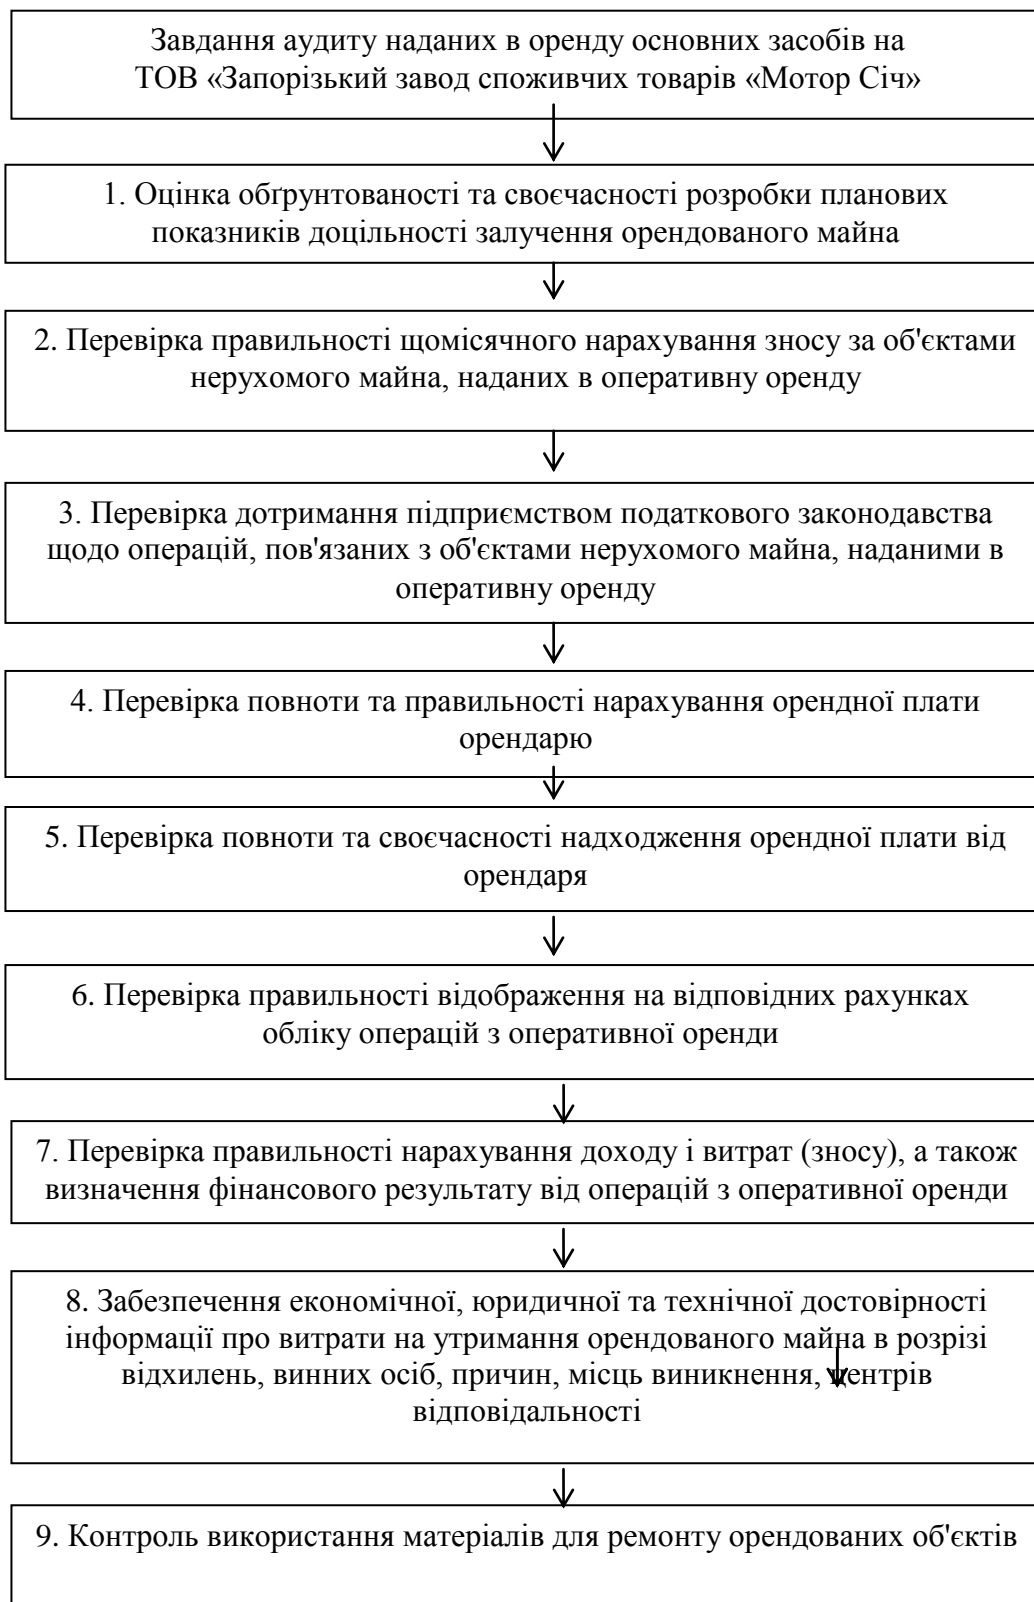 Завдання аудиту наданих в оренду основних засобів на
ТОВ «Запорізький завод споживчих товарів «Мотор Січ»
1. Оцінка обґрунтованості та своєчасності розробки планових
показників доцільності залучення орендованого майна
2. Перевірка правильності щомісячного нарахування зносу за об'єктами
нерухомого майна, наданих в оперативну оренду
3. Перевірка дотримання підприємством податкового законодавства
щодо операцій, пов'язаних з об'єктами нерухомого майна, наданими в
оперативну оренду
4. Перевірка повноти та правильності нарахування орендної плати
орендарю
5. Перевірка повноти та своєчасності надходження орендної плати від
орендаря
6. Перевірка правильності відображення на відповідних рахунках
обліку операцій з оперативної оренди
7. Перевірка правильності нарахування доходу і витрат (зносу), а також
визначення фінансового результату від операцій з оперативної оренди
8. Забезпечення економічної, юридичної та технічної достовірності
інформації про витрати на утримання орендованого майна в розрізі
відхилень, винних осіб, причин, місць виникнення, центрів
відповідальності
9. Контроль використання матеріалів для ремонту орендованих об'єктів